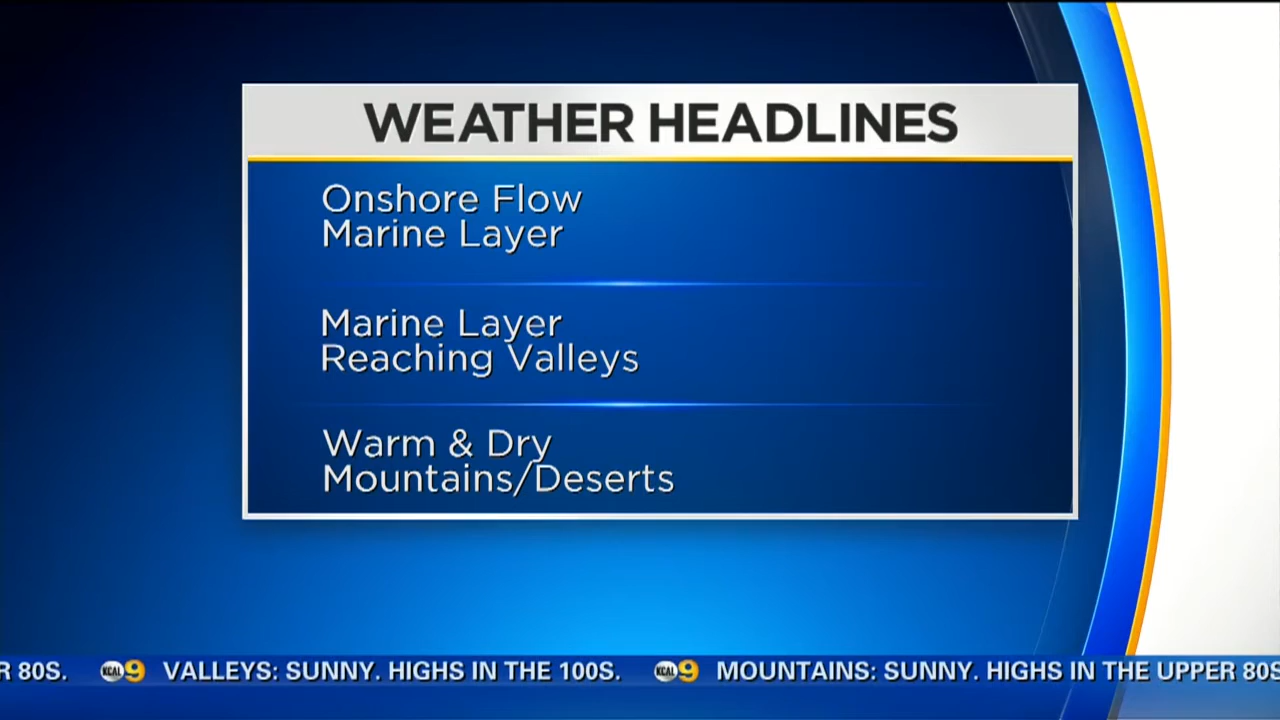 WEATHER HEADLINES
Onshore Flow
Marine Layer
Marine Layer
Reaching Valleys
Warm & Dry
Mountains/Deserts
R 80S. KCAL 9 VALLEYS: SUNNY. HIGHS IN THE 100S. KCAL 9 MOUNTAINS: SUNNY. HIGHS IN THE UPPER 80S